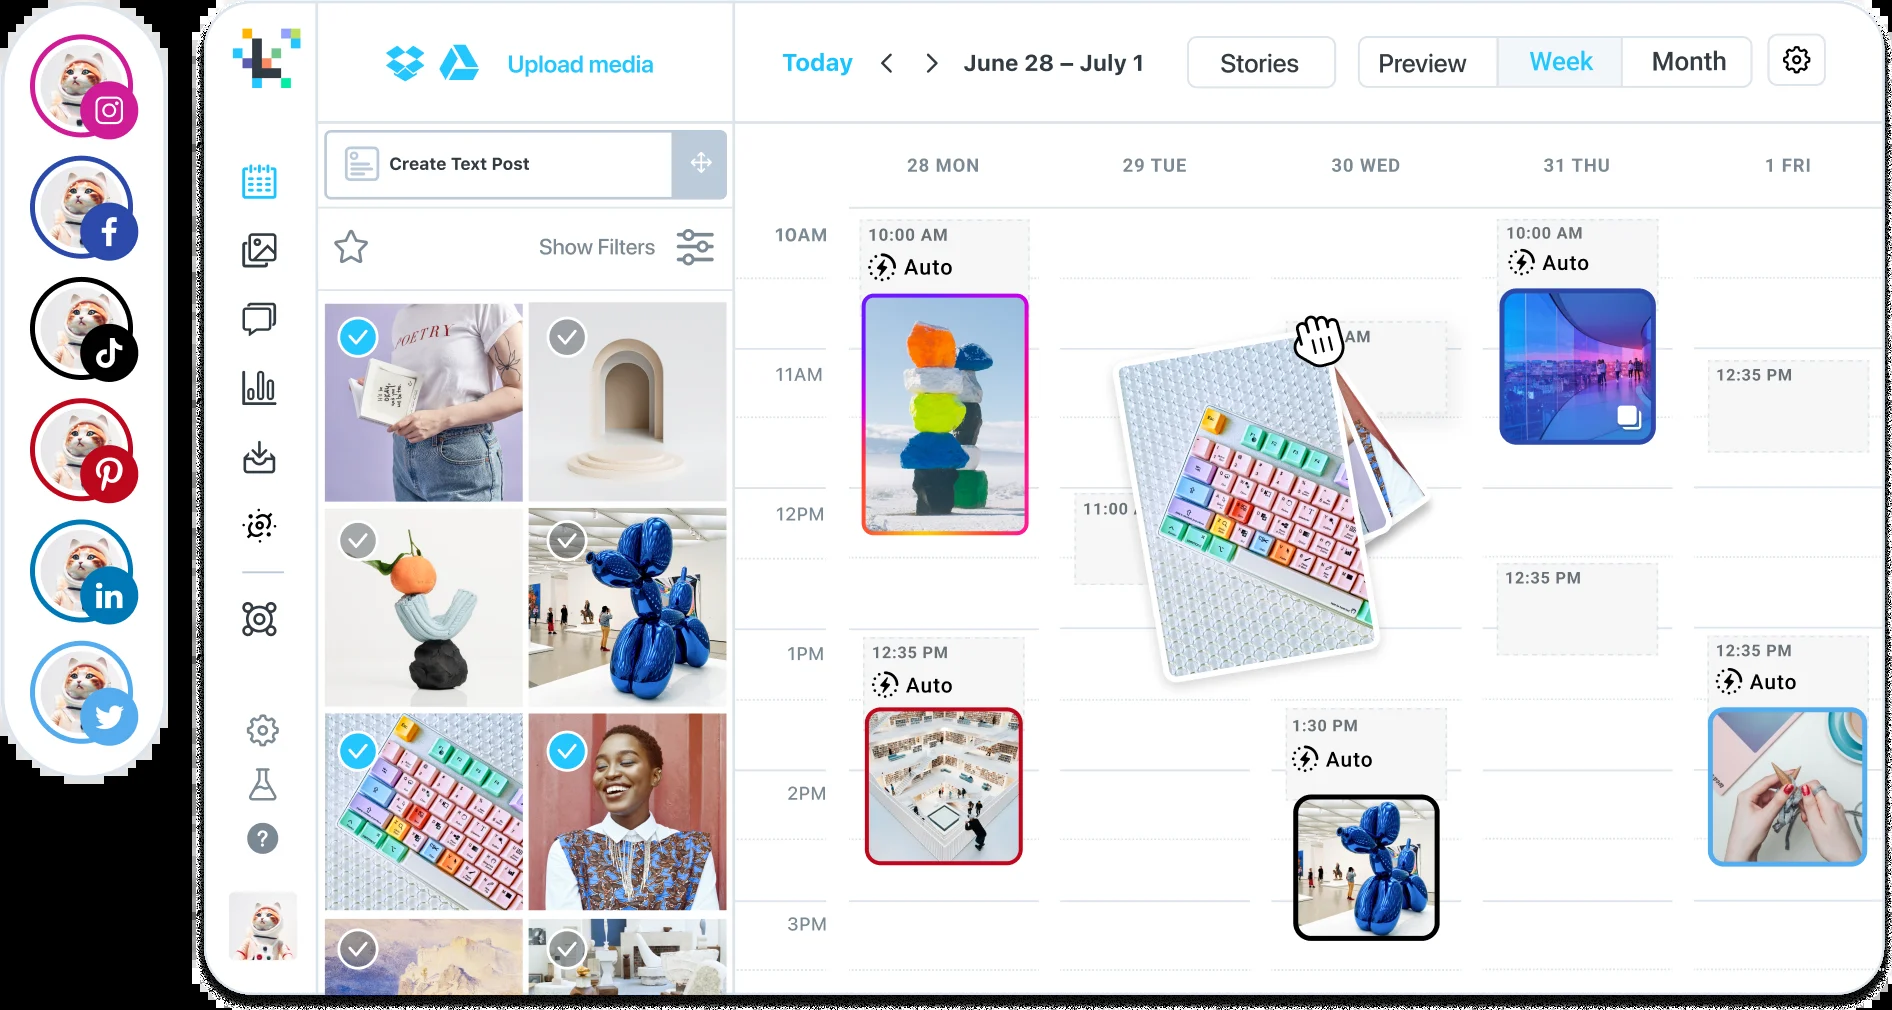 Upload media
Today
June 28 – July 1
Stories
Preview
Week
Month
Create Text Post
Show Filters
28 MON
29 TUE
30 WED
31 THU
1 FRI
10AM
11AM
12PM
1PM
2PM
3PM
10:00 AM
Auto
12:35 PM
Auto
11:00
AM
1:30 PM
Auto
10:00 AM
Auto
12:35 PM
12:35 PM
12:35 PM
Auto
POETRY
in
?